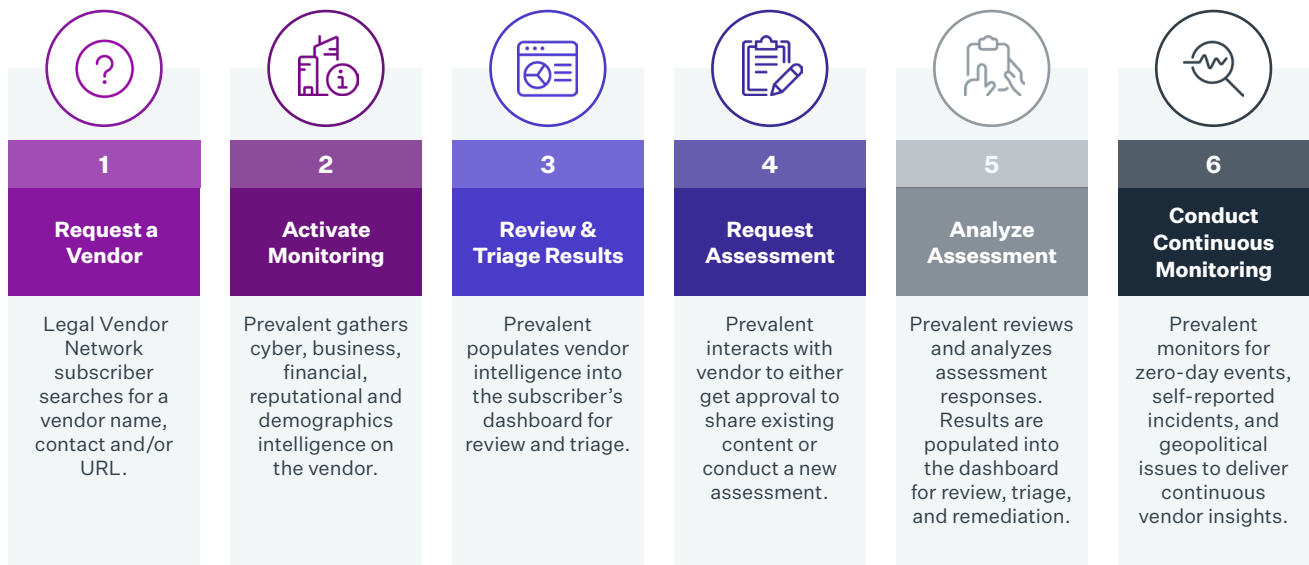 ?
i
1
Request a
Vendor
Legal Vendor
Network
subscriber
searches for a
vendor name,
contact and/or
URL.
2
Activate
Monitoring
Prevalent gathers
cyber, business,
financial,
reputational and
demographics
intelligence on
the vendor.
3
Review &
Triage Results
Prevalent
populates vendor
intelligence into
the subscriber’s
dashboard for
review and triage.
4
Request
Assessment
Prevalent
interacts with
vendor to either
get approval to
share existing
content or
conduct a new
assessment.
5
Analyze
Assessment
Prevalent reviews
and analyzes
assessment
responses.
Results are
populated into
the dashboard
for review, triage,
and remediation.
6
Conduct
Continuous
Monitoring
Prevalent
monitors for
zero-day events,
self-reported
incidents, and
geopolitical
issues to deliver
continuous
vendor insights.